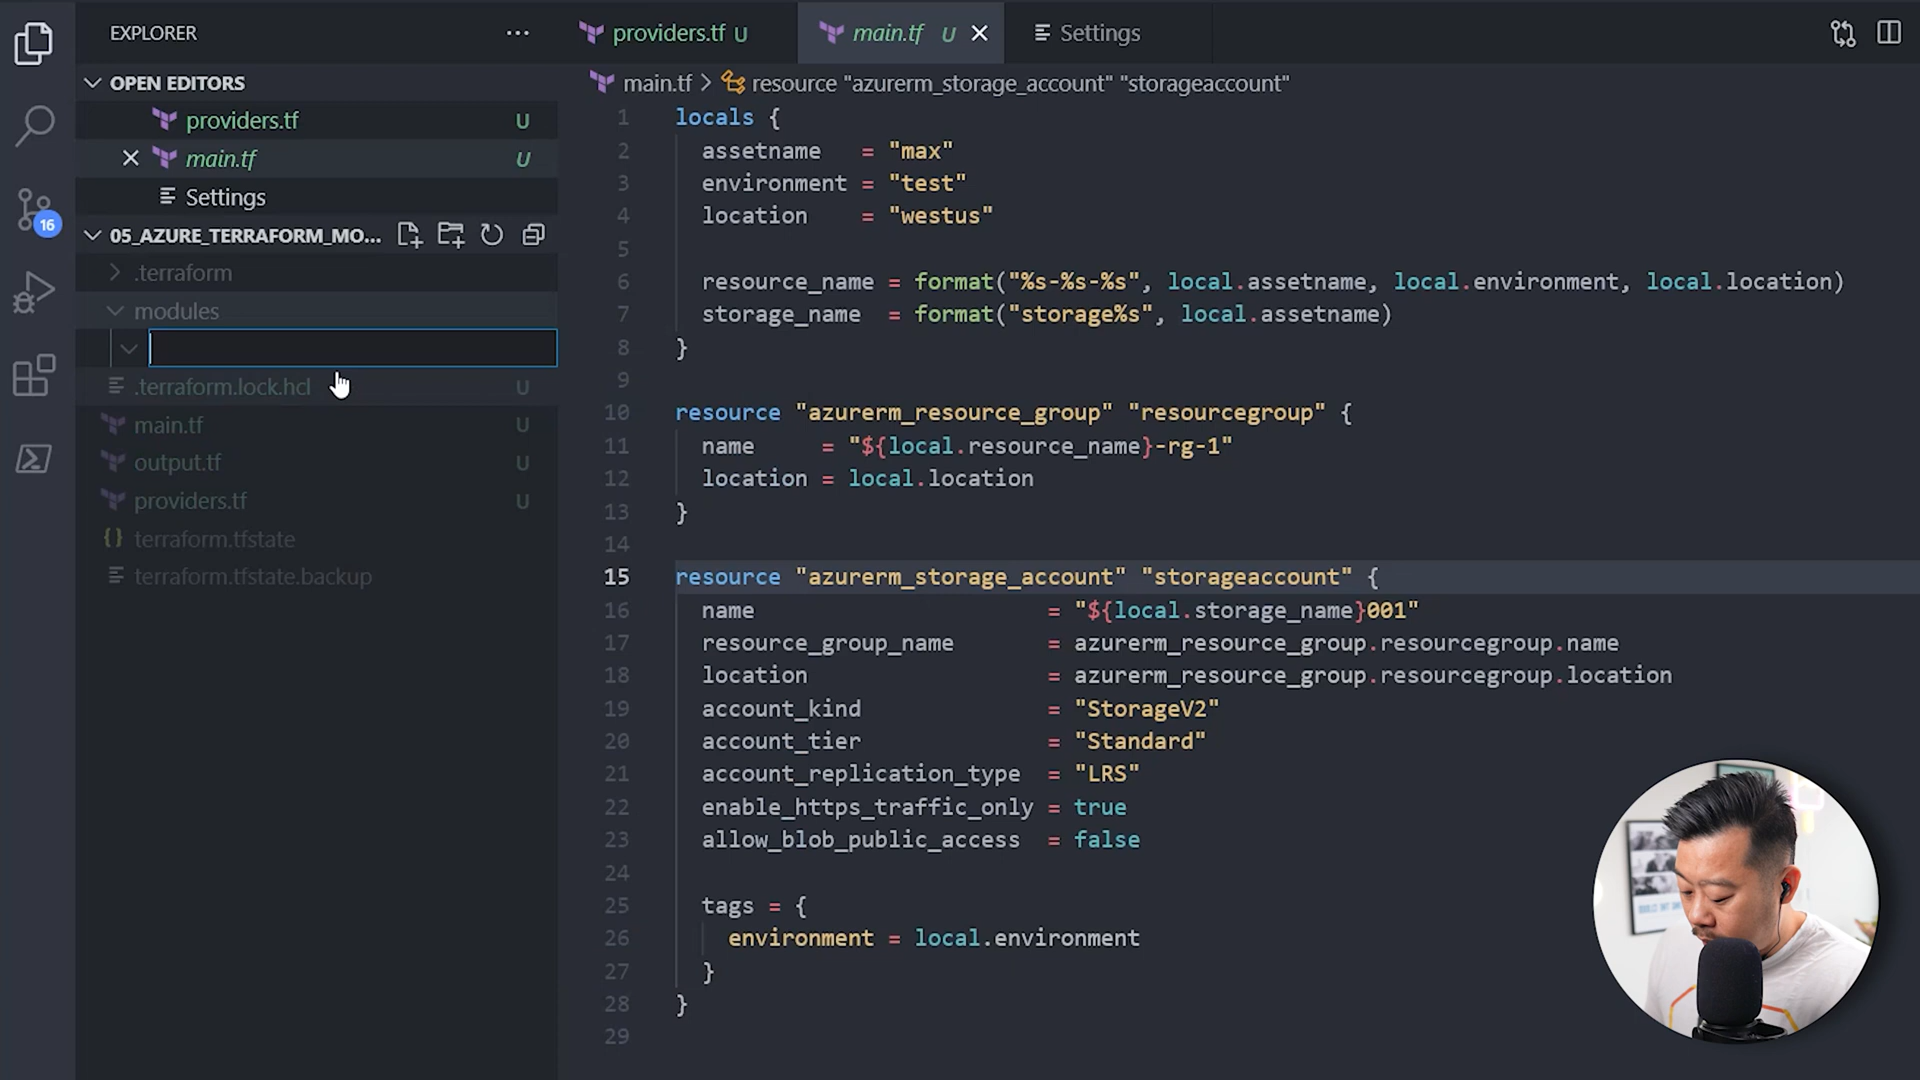 EXPLORER
OPEN EDITORS
providers.tf U
main.tf U
Settings
05_AZURE_TERRAFORM_MO...
.terraform
modules
.terraform.lock.hcl U
main.tf U
output.tf U
providers.tf U
terraform.tfstate
terraform.tfstate.backup
16
providers.tf U
main.tf U
Settings
main.tf > resource "azurerm_storage_account" "storageaccount"
1 locals {
2 assetname = "max"
3 environment = "test"
4 location = "westus"
5
6 resource_name = format("%s-%s-%s", local.assetname, local.environment, local.location)
7 storage_name = format("storage%s", local.assetname)
8 }
9
10 resource "azurerm_resource_group" "resourcegroup" {
11 name = "${local.resource_name}-rg-1"
12 location = local.location
13 }
14
15 resource "azurerm_storage_account" "storageaccount" {
16 name = "${local.storage_name}001"
17 resource_group_name = azurerm_resource_group.resourcegroup.name
18 location = azurerm_resource_group.resourcegroup.location
19 account_kind = "StorageV2"
20 account_tier = "Standard"
21 account_replication_type = "LRS"
22 enable_https_traffic_only = true
23 allow_blob_public_access = false
24
25 tags = {
26 environment = local.environment
27 }
28 }
29